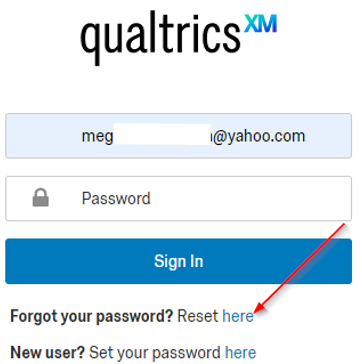 qualtrics XM
meg @yahoo.com
Password
Sign In
Forgot your password? Reset here
New user? Set your password here